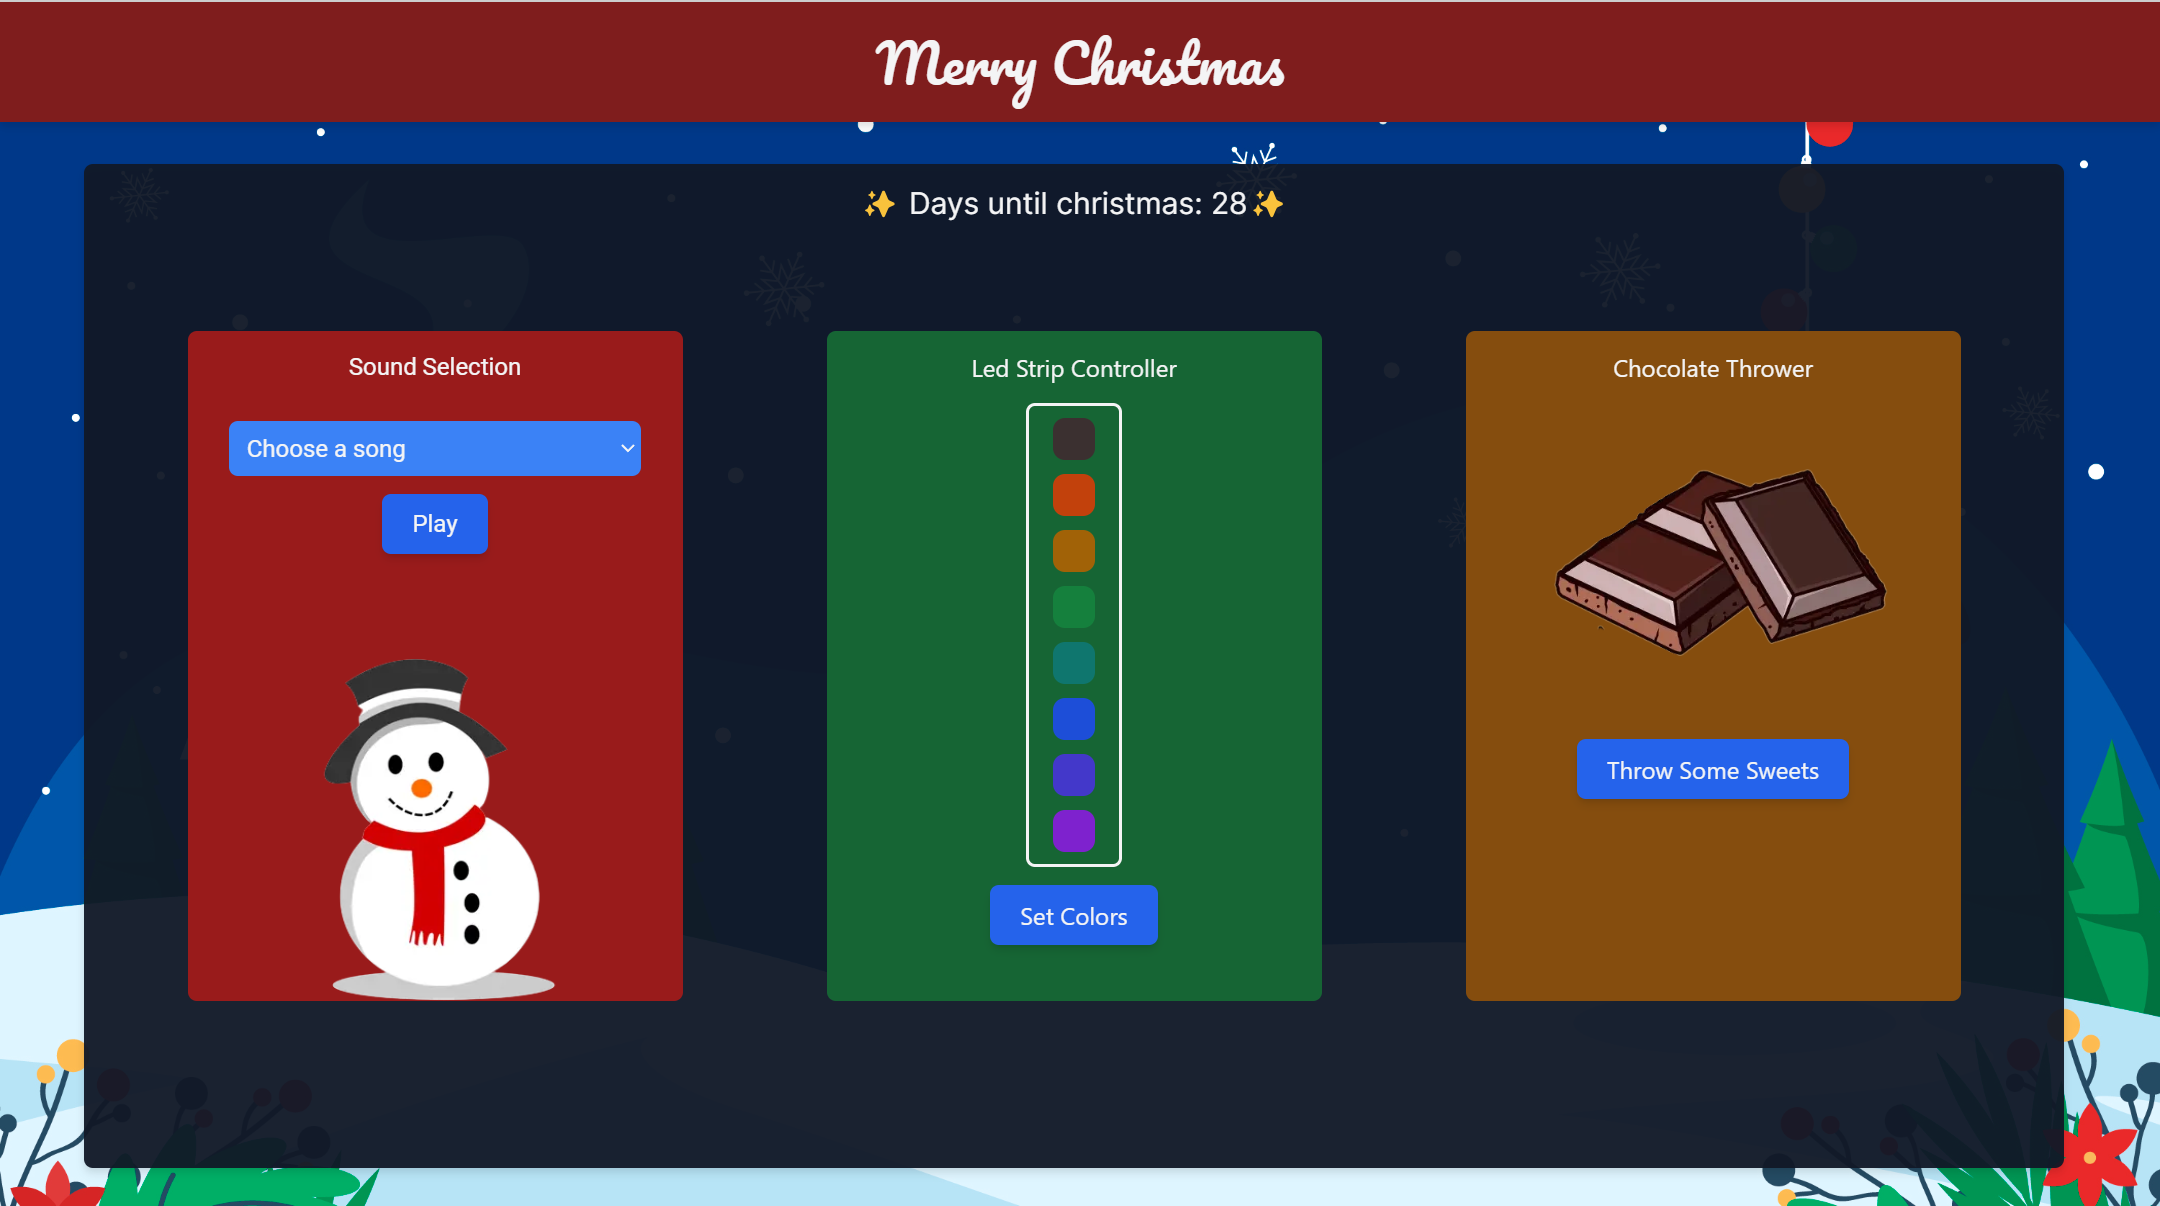 Merry Christmas
✨ Days until christmas: 28✨
Sound Selection
Choose a song
Play
Led Strip Controller
Set Colors
Chocolate Thrower
Throw Some Sweets